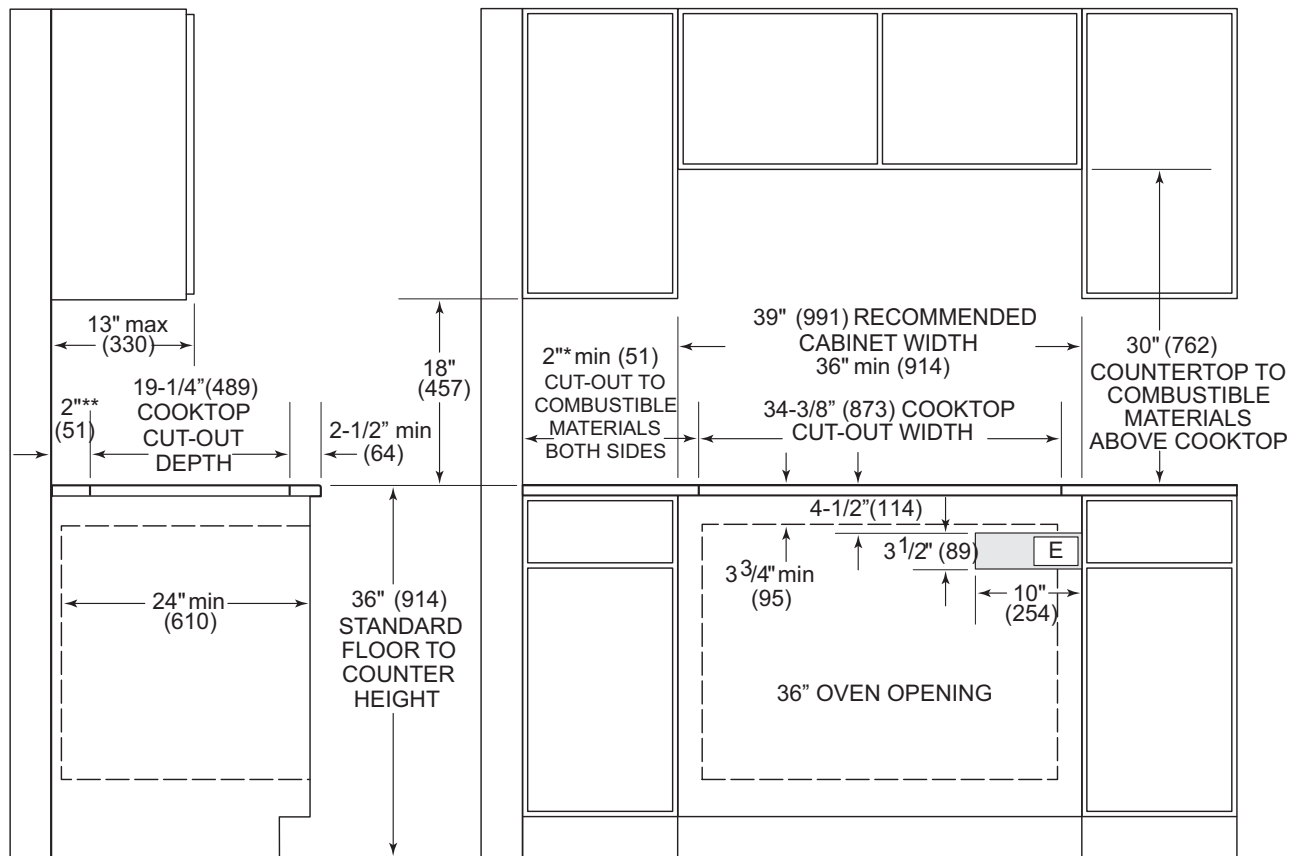 13" max
(330)
19-1/4”(489)
COOKTOP
CUT-OUT
DEPTH
2"**
(51)
2-1/2” min
(64)
18"
(457)
2"* min (51)
CUT-OUT TO
COMBUSTIBLE
MATERIALS
BOTH SIDES
39" (991) RECOMMENDED
CABINET WIDTH
36" min (914)
34-3/8” (873) COOKTOP
CUT-OUT WIDTH
30" (762)
COUNTERTOP TO
COMBUSTIBLE
MATERIALS
ABOVE COOKTOP
24" min
(610)
36" (914)
STANDARD
FLOOR TO
COUNTER
HEIGHT
4-1/2”(114)
3 1/2" (89)
E
3 3/4" min
(95)
10"
(254)
36” OVEN OPENING